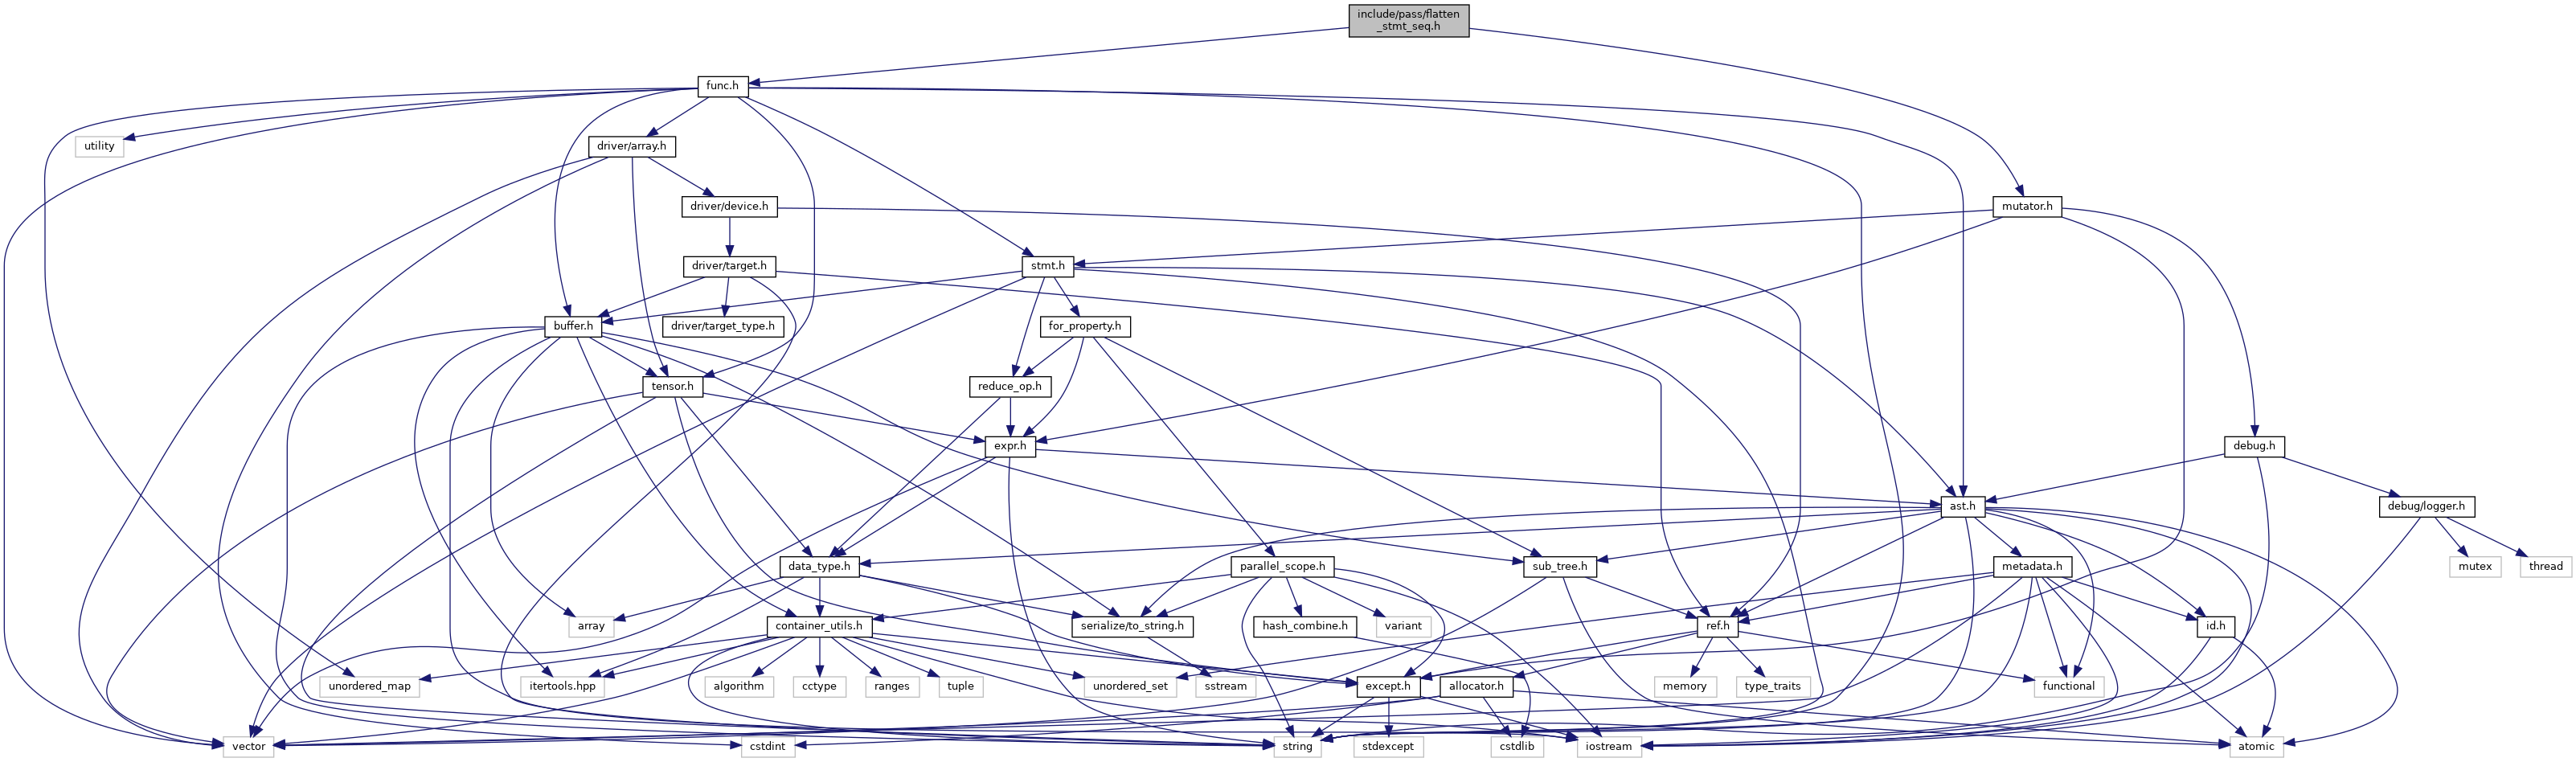 include/pass/flatten
_stmt_seq.h
func.h
utility
driver/array.h
driver/device.h
mutator.h
driver/target.h
stmt.h
buffer.h
driver/target_type.h
for_property.h
tensor.h
reduce_op.h
expr.h
debug.h
ast.h
debug/logger.h
data_type.h
parallel_scope.h
sub_tree.h
metadata.h
mutex
thread
array
container_utils.h
serialize/to_string.h
hash_combine.h
variant
ref.h
id.h
unordered_map
itertools.hpp
algorithm
cctype
ranges
tuple
unordered_set
sstream
except.h
allocator.h
memory
type_traits
functional
vector
cstdint
string
stdexcept
cstdlib
iostream
atomic